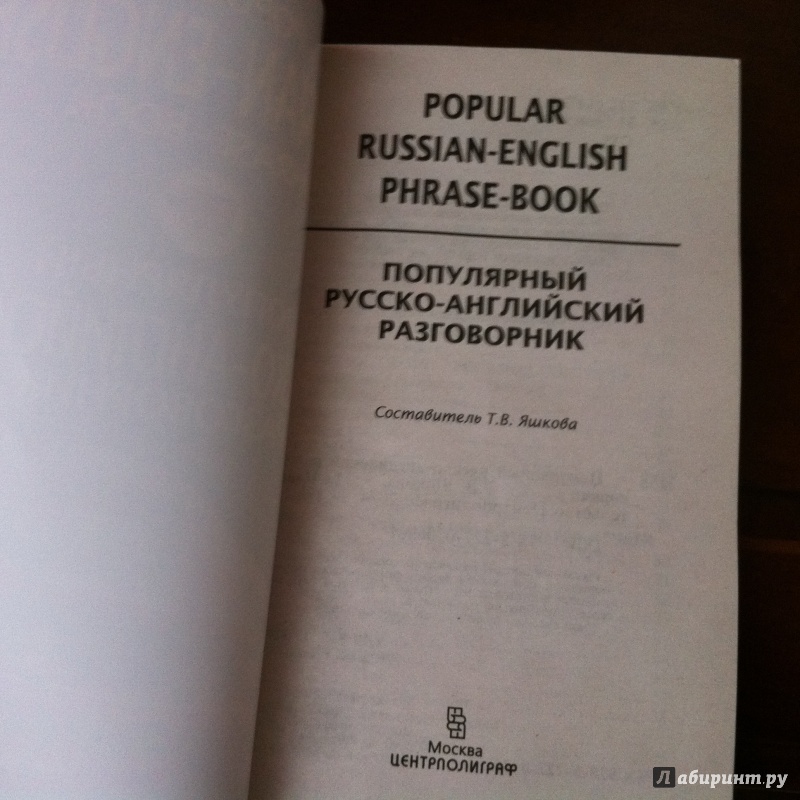 POPULAR
RUSSIAN-ENGLISH
PHRASE-BOOK
ПОПУЛЯРНЫЙ
РУССКО-АНГЛИЙСКИЙ
РАЗГОВОРНИК
Составитель Т.В. Яшкова
Москва
ЦЕНТРПОЛИГРАФ
Лабиринт.ру